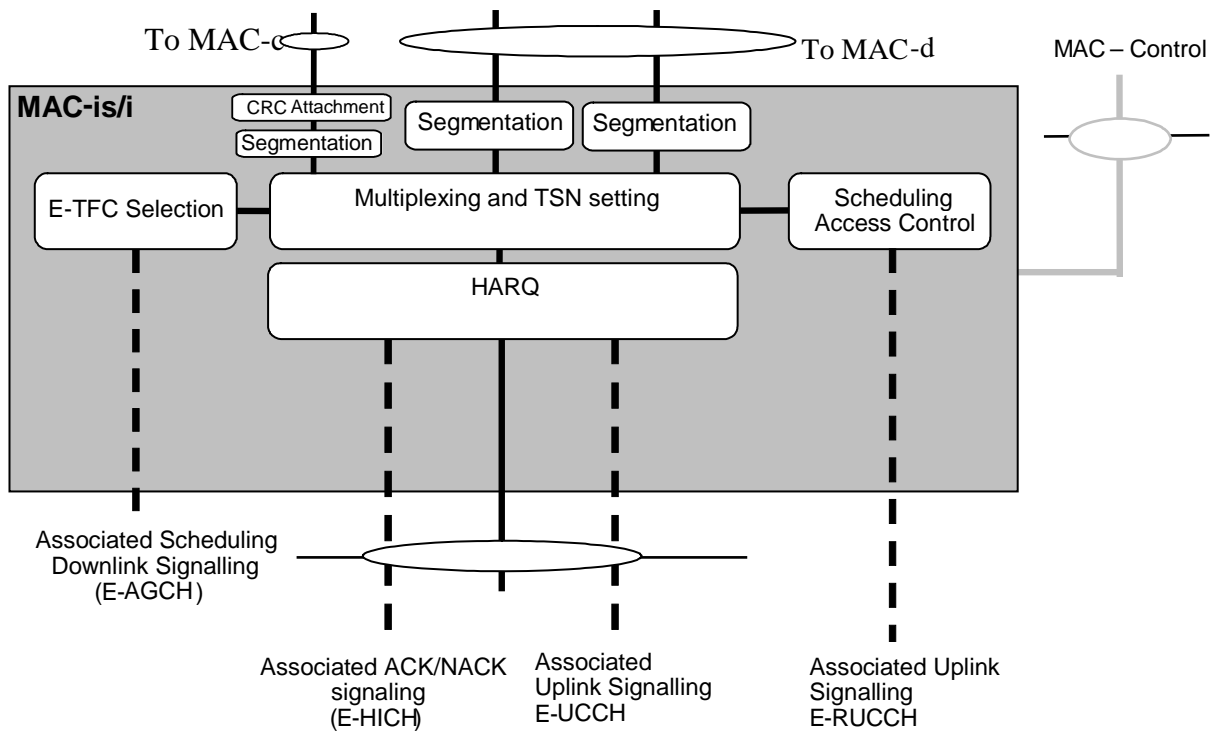 To MAC-c
To MAC-d
MAC – Control
MAC-is/i
CRC Attachment
Segmentation
Segmentation
Segmentation
E-TFC Selection
Multiplexing and TSN setting
Scheduling
Access Control
HARQ
Associated Scheduling
Downlink Signalling
(E-AGCH)
Associated ACK/NACK
signaling
(E-HICH)
Associated
Uplink Signalling
E-UCCH
Associated Uplink
Signalling
E-RUCCH